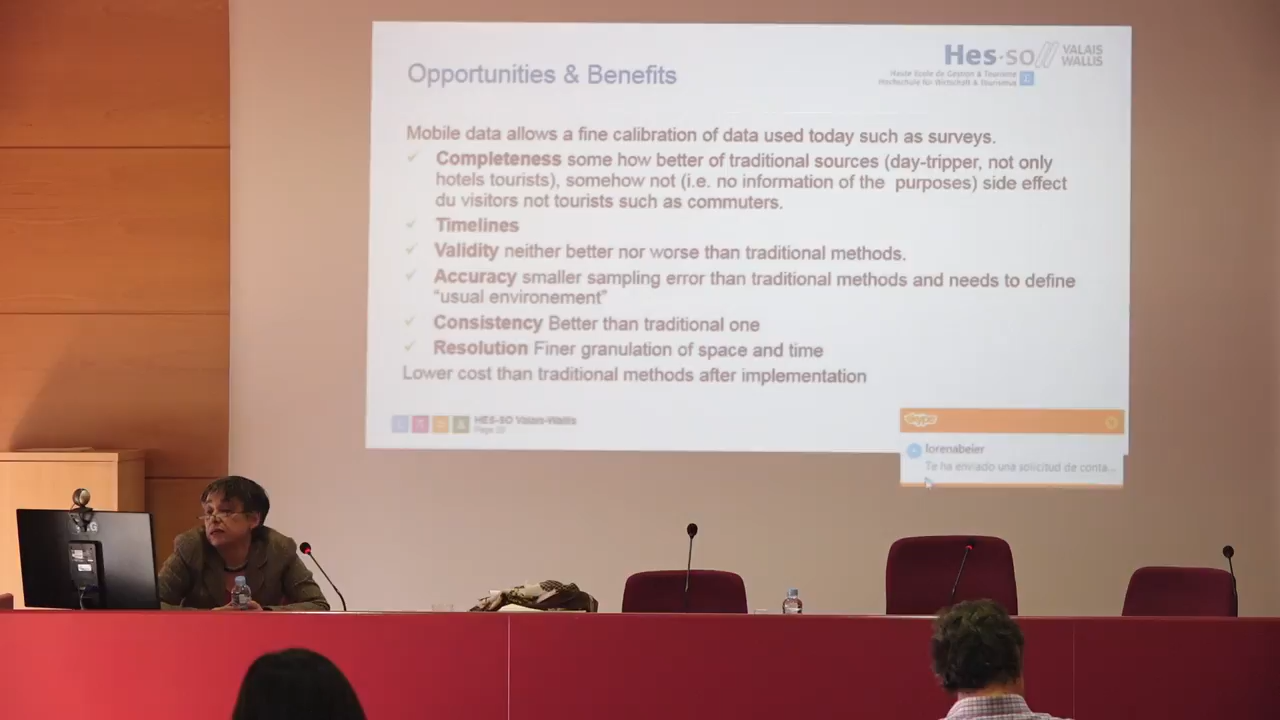 Hes·so VALAIS
WALLIS
Haute Ecole de Gestion & Tourisme
Hochschule für Wirtschaft & Tourismus
Opportunities & Benefits
Mobile data allows a fine calibration of data used today such as surveys.
✓ Completeness some how better of traditional sources (day-tripper, not only
hotels tourists), somehow not (i.e. no information of the purposes) side effect
du visitors not tourists such as commuters.
✓ Timelines
✓ Validity neither better nor worse than traditional methods.
✓ Accuracy smaller sampling error than traditional methods and needs to define
"usual environement"
✓ Consistency Better than traditional one
✓ Resolution Finer granulation of space and time
Lower cost than traditional methods after implementation
HES-SO Valais-Wallis
Page
skype
lorenabeier
Te ha enviado una solicitud de conta...